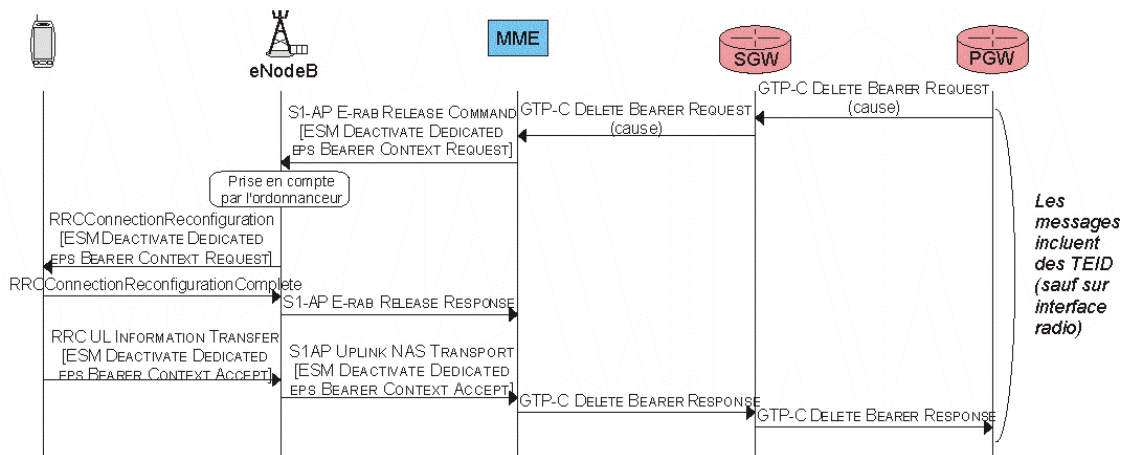 MME
eNodeB
SGW
PGW
GTP-C DELETE BEARER REQUEST
(cause)
GTP-C DELETE BEARER REQUEST
(cause)
S1-AP E-RAB RELEASE COMMAND
[ESM DEACTIVATE DEDICATED
EPS BEARER CONTEXT REQUEST]
Prise en compte
par l'ordonnanceur
RRCConnectionReconfiguration
[ESM DEACTIVATE DEDICATED
EPS BEARER CONTEXT REQUEST]
RRCConnectionReconfigurationComplete
S1-AP E-RAB RELEASE RESPONSE
RRC UL INFORMATION TRANSFER
[ESM DEACTIVATE DEDICATED
EPS BEARER CONTEXT ACCEPT]
S1AP UPLINK NAS TRANSPORT
[ESM DEACTIVATE DEDICATED
EPS BEARER CONTEXT ACCEPT]
GTP-C DELETE BEARER RESPONSE
GTP-C DELETE BEARER RESPONSE
Les
messages
incluent
des TEID
(sauf sur
interface
radio)